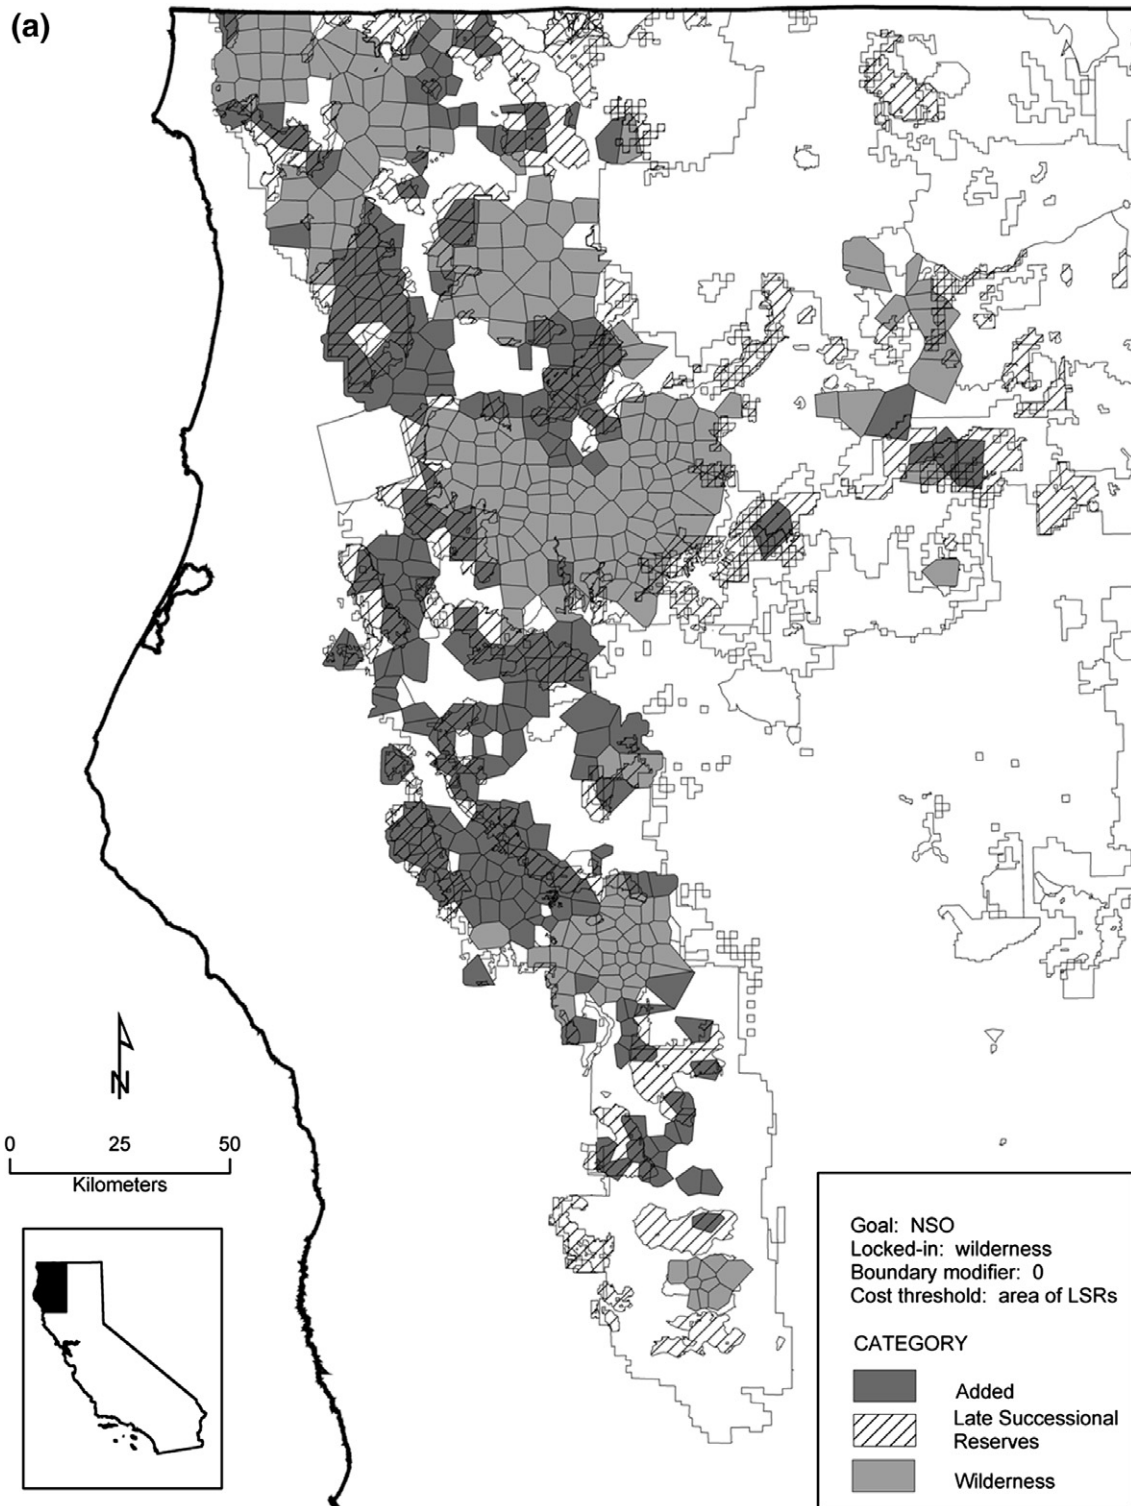 (a)
N
0 25 50
Kilometers
Goal: NSO
Locked-in: wilderness
Boundary modifier: 0
Cost threshold: area of LSRs
CATEGORY
Added
Late Successional
Reserves
Wilderness